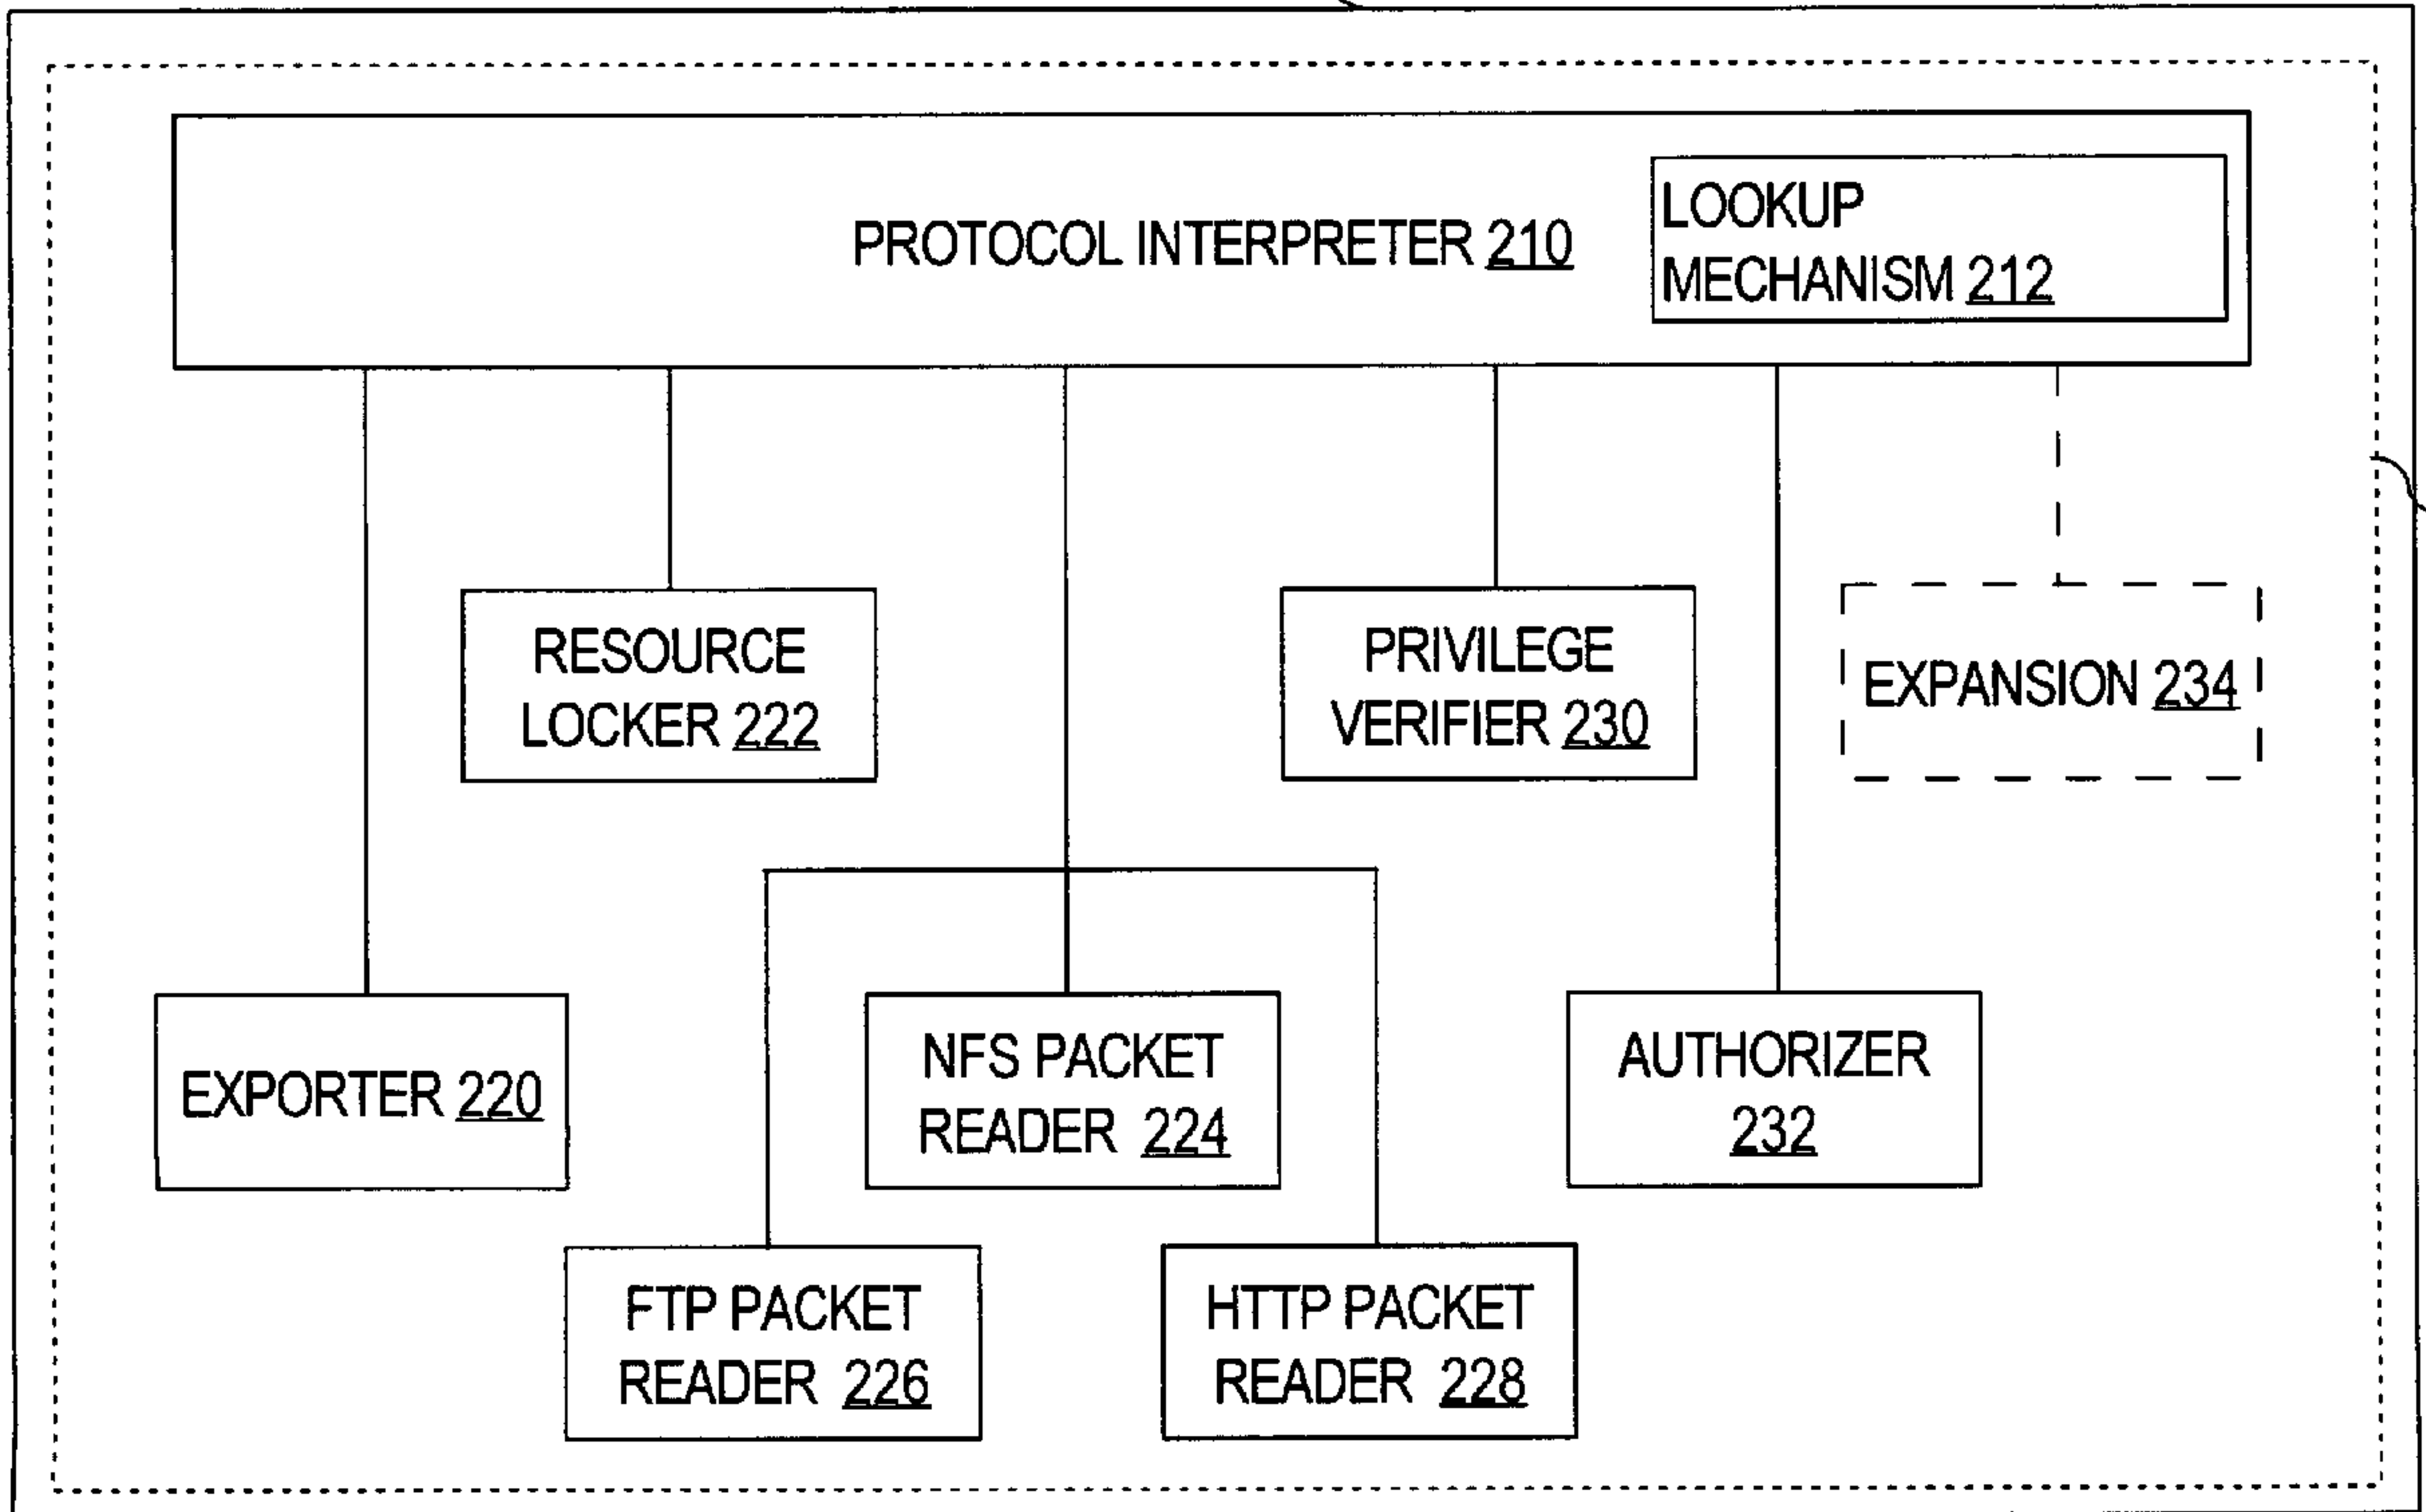 PROTOCOL INTERPRETER 210
LOOKUP
MECHANISM 212
RESOURCE
LOCKER 222
PRIVILEGE
VERIFIER 230
EXPANSION 234
EXPORTER 220
NFS PACKET
READER 224
AUTHORIZER
232
FTP PACKET
READER 226
HTTP PACKET
READER 228